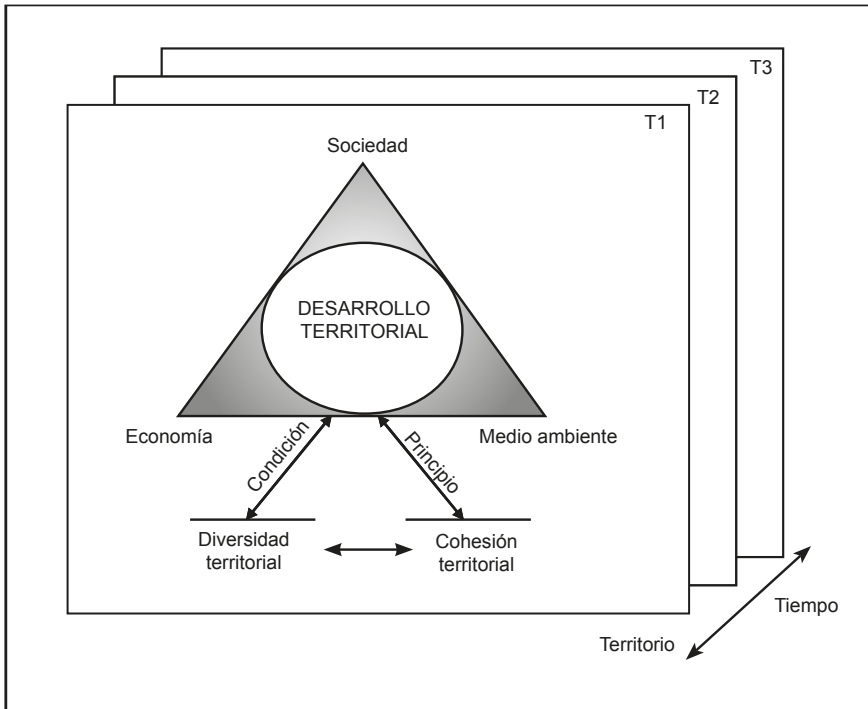 T3
T2
T1
Sociedad
DESARROLLO
TERRITORIAL
Economía
Medio ambiente
Condición
Principio
Diversidad
territorial
Cohesión
territorial
Tiempo
Territorio